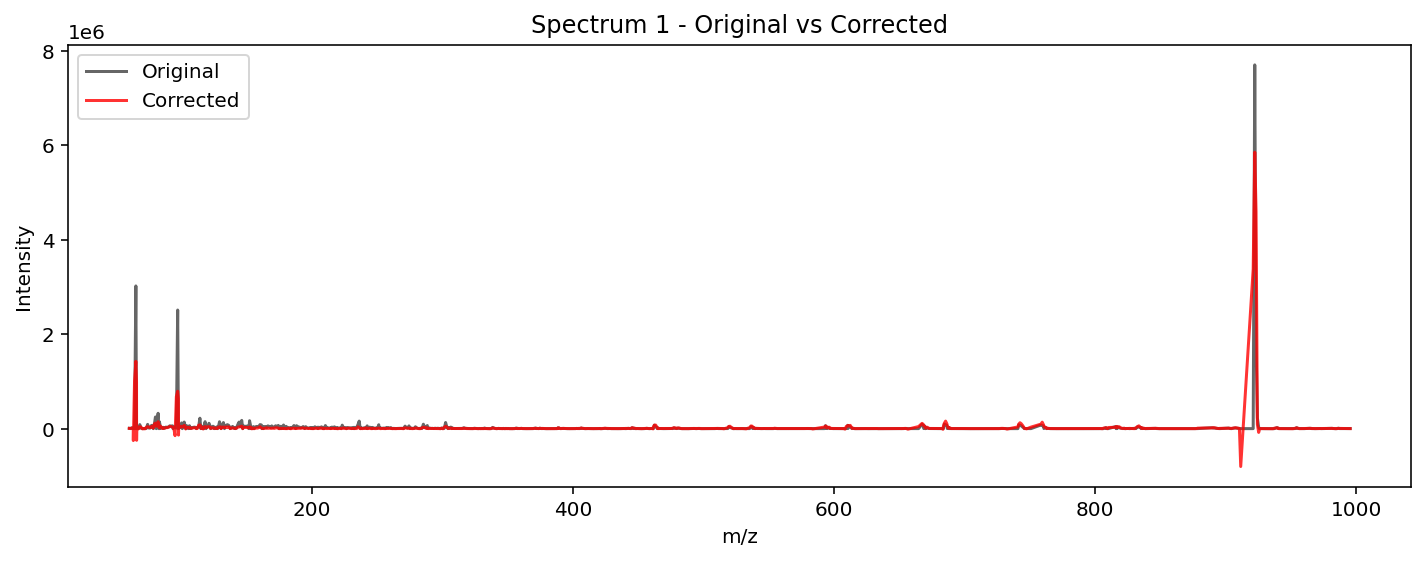 Spectrum 1 - Original vs Corrected
1e6
8
6
4
2
0
Intensity
Original
Corrected
200 400 600 800 1000
m/z